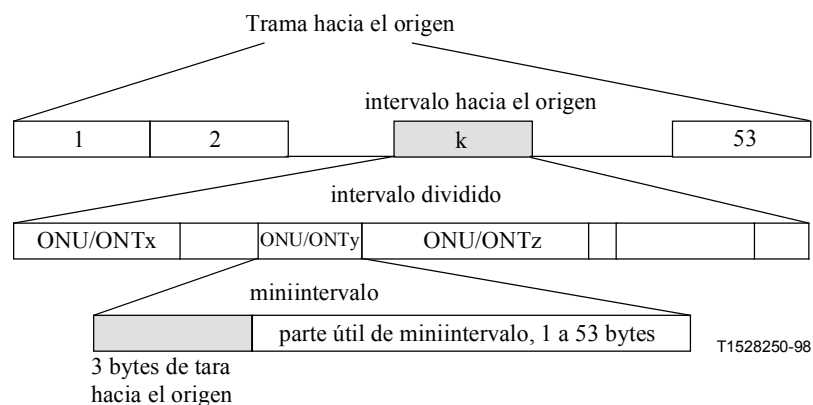 Trama hacia el origen
intervalo hacia el origen
1 2 k 53
intervalo dividido
ONU/ONTx ONU/ONTy ONU/ONTz
miniintervalo
parte útil de miniintervalo, 1 a 53 bytes
T1528250-98
3 bytes de tara
hacia el origen